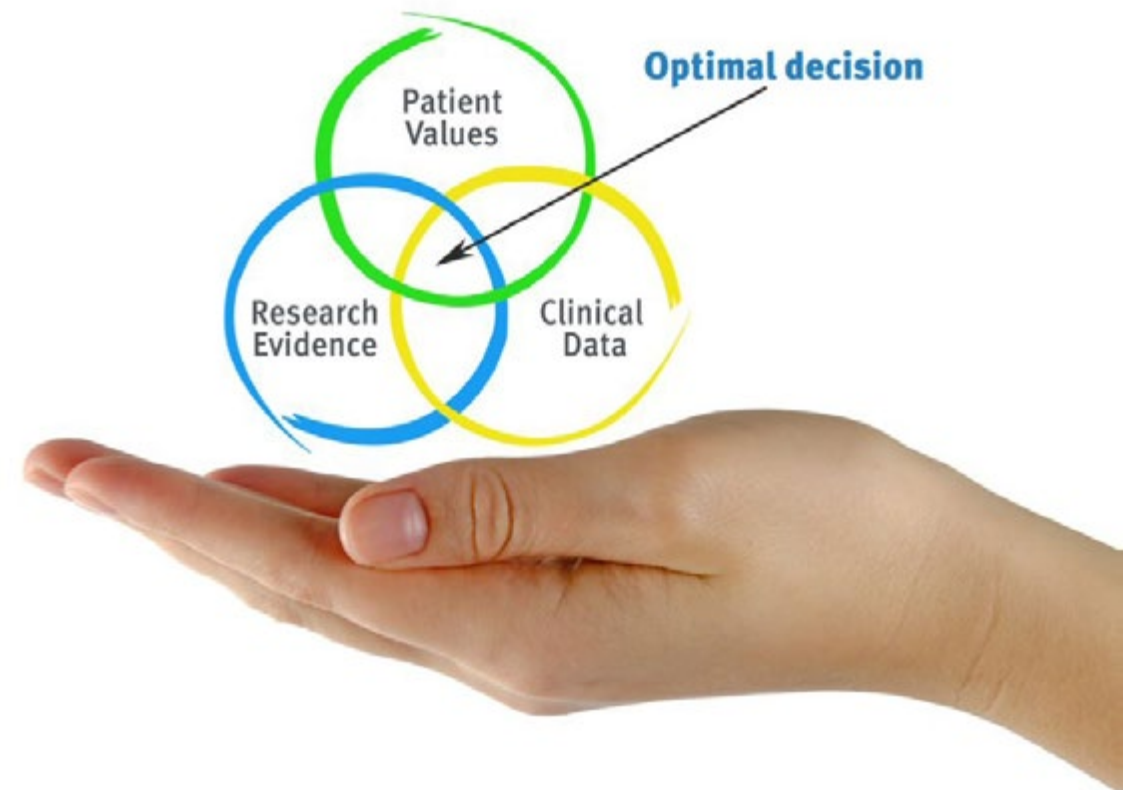 Optimal decision
Patient
Values
Research
Evidence
Clinical
Data